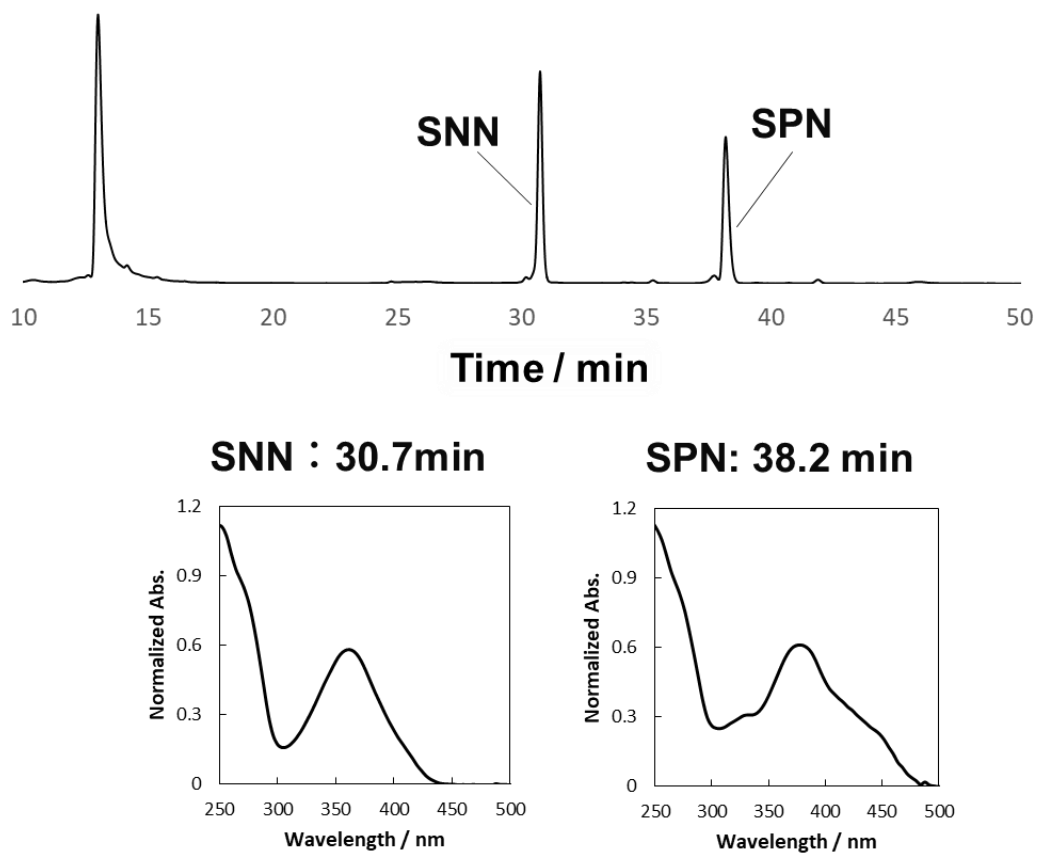 SNN
SPN
10 15 20 25 30 35 40 45 50
Time / min
SNN：30.7min
SPN: 38.2 min
1.2
0.9
0.6
0.3
0
Normalized Abs.
250 300 350 400 450 500
Wavelength / nm
1.2
0.9
0.6
0.3
0
Normalized Abs.
250 300 350 400 450 500
Wavelength / nm